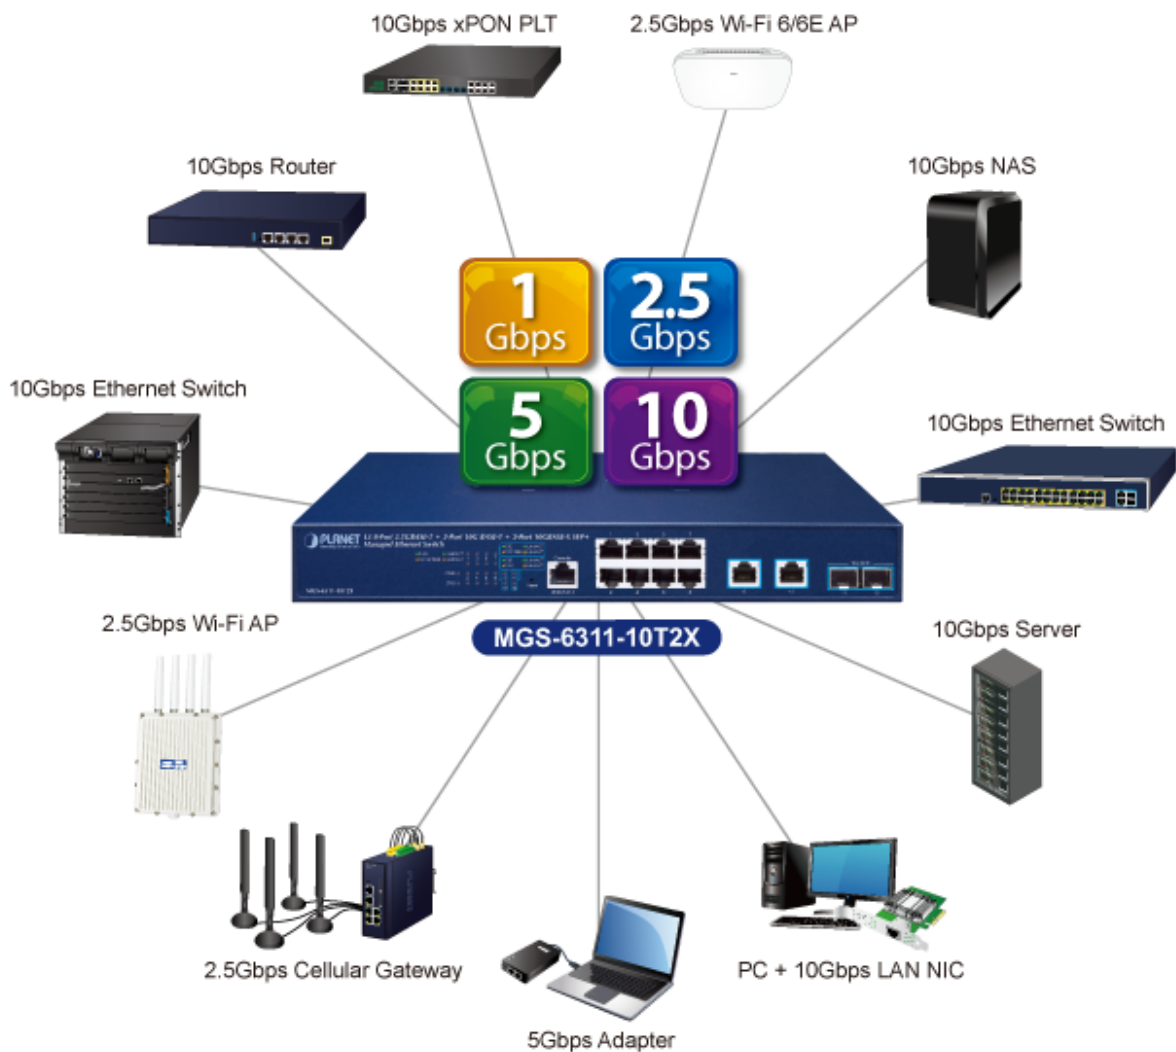 10Gbps xPON PLT
2.5Gbps Wi-Fi 6/6E AP
10Gbps Router
10Gbps NAS
1
Gbps
2.5
Gbps
10Gbps Ethernet Switch
5
Gbps
10
Gbps
10Gbps Ethernet Switch
PLANET
MGS-6311-10T2X
2.5Gbps Wi-Fi AP
10Gbps Server
2.5Gbps Cellular Gateway
PC + 10Gbps LAN NIC
5Gbps Adapter